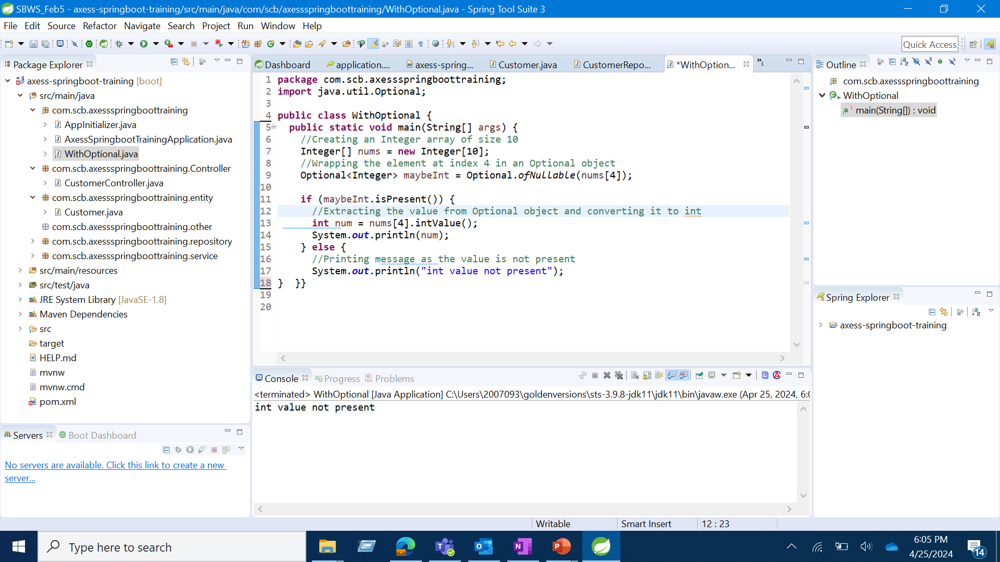 SBWS_Feb5 - axess-springboot-training/src/main/java/com/scb/axessspringboottraining/WithOptional.java - Spring Tool Suite 3
File Edit Source Refactor Navigate Search Project Run Window Help
Quick Access
Package Explorer
axess-springboot-training [boot]
src/main/java
com.scb.axessspringboottraining
AppInitializer.java
AxessSpringbootTrainingApplication.java
WithOptional.java
com.scb.axessspringboottraining.Controller
CustomerController.java
com.scb.axessspringboottraining.entity
Customer.java
com.scb.axessspringboottraining.other
com.scb.axessspringboottraining.repository
com.scb.axessspringboottraining.service
src/main/resources
src/test/java
JRE System Library [JavaSE-1.8]
Maven Dependencies
src
target
HELP.md
mvnw
mvnw.cmd
pom.xml
Servers Boot Dashboard
No servers are available. Click this link to create a new
server...
Dashboard application.... axess-spring... Customer.java CustomerRepo... *WithOption... 3
1 package com.scb.axessspringboottraining;
2 import java.util.Optional;
3
4 public class WithOptional {
5 public static void main(String[] args) {
6 //Creating an Integer array of size 10
7 Integer[] nums = new Integer[10];
8 //Wrapping the element at index 4 in an Optional object
9 Optional<Integer> maybeInt = Optional.ofNullable(nums[4]);
10
11 if (maybeInt.isPresent()) {
12 //Extracting the value from Optional object and converting it to int
13 int num = nums[4].intValue();
14 System.out.println(num);
15 } else {
16 //Printing message as the value is not present
17 System.out.println("int value not present");
18 } }}
19
20
Console Progress Problems
<terminated> WithOptional [Java Application] C:\Users\2007093\goldenversions\sts-3.9.8-jdk11\jdk11\bin\javaw.exe (Apr 25, 2024, 6:0
int value not present
Outline
com.scb.axessspringboottraining
WithOptional
main(String[]) : void
Spring Explorer
axess-springboot-training
Writable Smart Insert 12 : 23
Type here to search
6:05 PM
4/25/2024
14